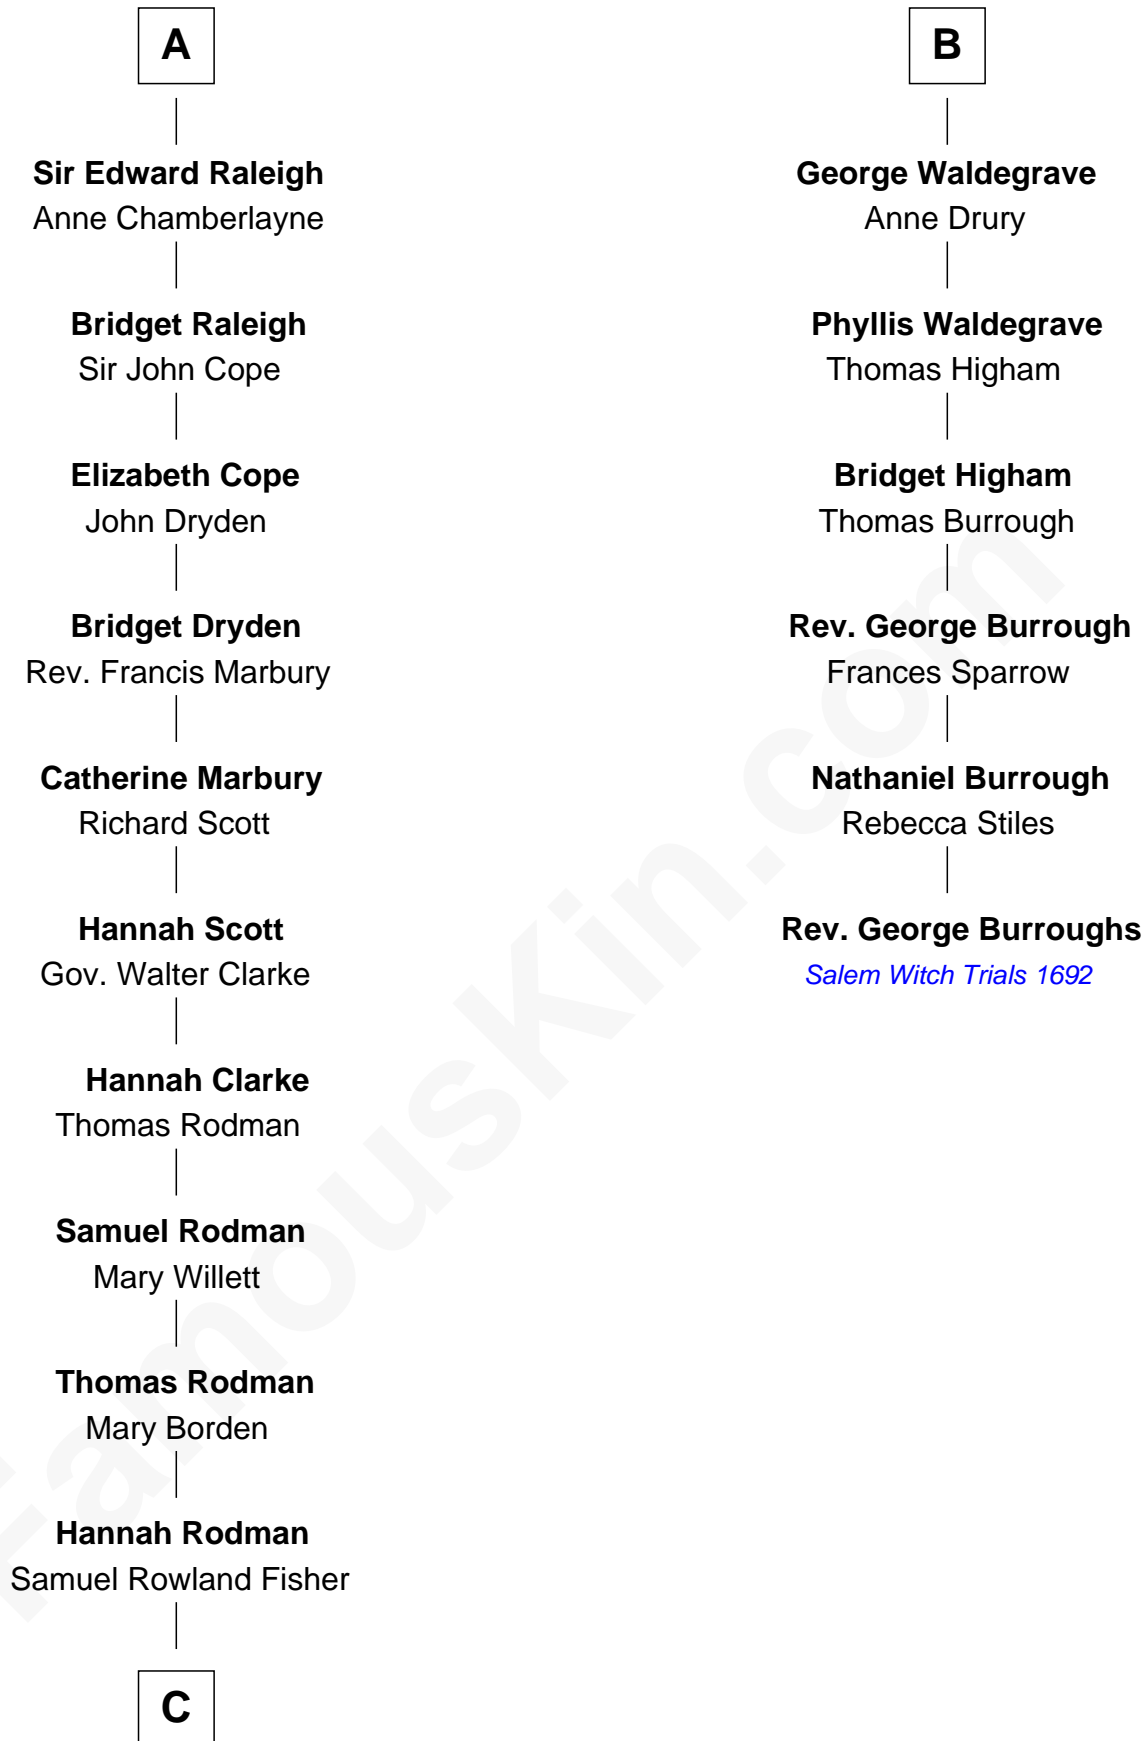 A
Sir Edward Raleigh
Anne Chamberlayne
Bridget Raleigh
Sir John Cope
Elizabeth Cope
John Dryden
Bridget Dryden
Rev. Francis Marbury
Catherine Marbury
Richard Scott
Hannah Scott
Gov. Walter Clarke
Hannah Clarke
Thomas Rodman
Samuel Rodman
Mary Willett
Thomas Rodman
Mary Borden
Hannah Rodman
Samuel Rowland Fisher
C
B
George Waldegrave
Anne Drury
Phyllis Waldegrave
Thomas Higham
Bridget Higham
Thomas Burrough
Rev. George Burrough
Frances Sparrow
Nathaniel Burrough
Rebecca Stiles
Rev. George Burroughs
Salem Witch Trials 1692
FamousKin.com